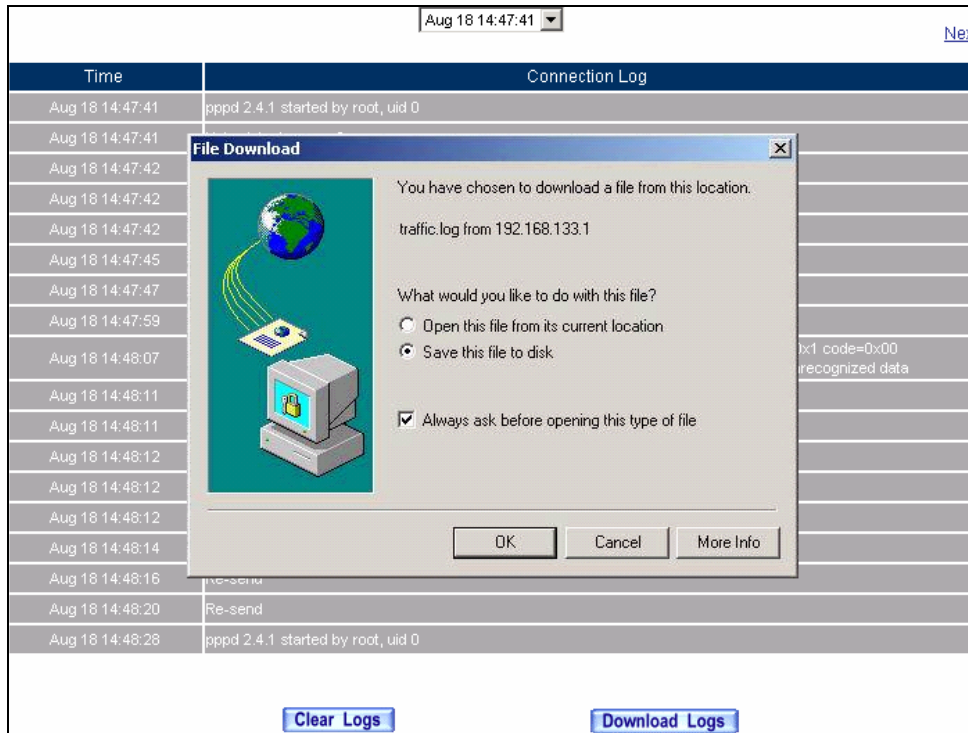 Aug 18 14:47:41
Time Connection Log
Aug 18 14:47:41 pppd 2.4.1 started by root, uid 0
Aug 18 14:47:41
Aug 18 14:47:42
Aug 18 14:47:42
Aug 18 14:47:42
Aug 18 14:47:45
Aug 18 14:47:47
Aug 18 14:47:59
Aug 18 14:48:07
code=0x00
data
Aug 18 14:48:11
Aug 18 14:48:11
Aug 18 14:48:12
Aug 18 14:48:12
Aug 18 14:48:12
Aug 18 14:48:14
Aug 18 14:48:16 Re-send
Aug 18 14:48:20 Re-send
Aug 18 14:48:28 pppd 2.4.1 started by root, uid 0
File Download
You have chosen to download a file from this location.
traffic.log from 192.168.133.1
What would you like to do with this file?
Open this file from its current location
Save this file to disk
Always ask before opening this type of file
OK Cancel More Info
Clear Logs Download Logs